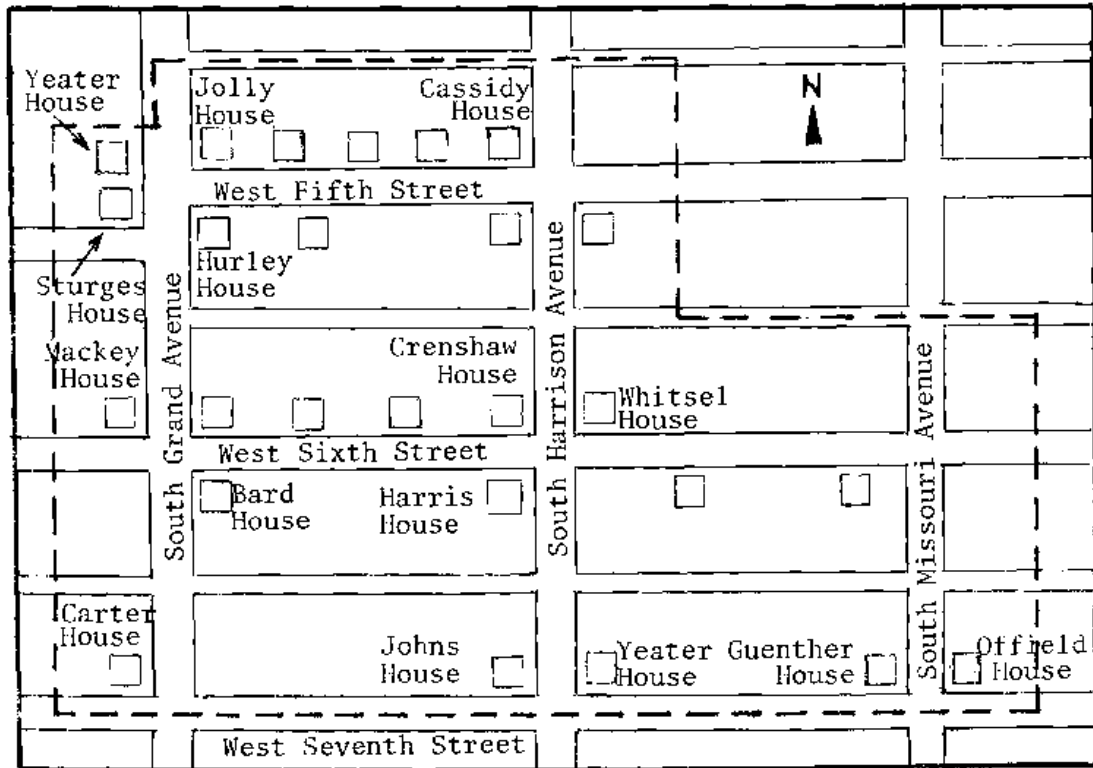 Yeater
House
Jolly
House
Cassidy
House
N
West Fifth Street
Hurley
House
Sturges
House
South Grand Avenue
South Harrison Avenue
Mackey
House
Crenshaw
House
Whitsel
House
South Missouri Avenue
West Sixth Street
Bard
House
Harris
House
Carter
House
Johns
House
Yeater
House
Guenther
House
Offield
House
West Seventh Street